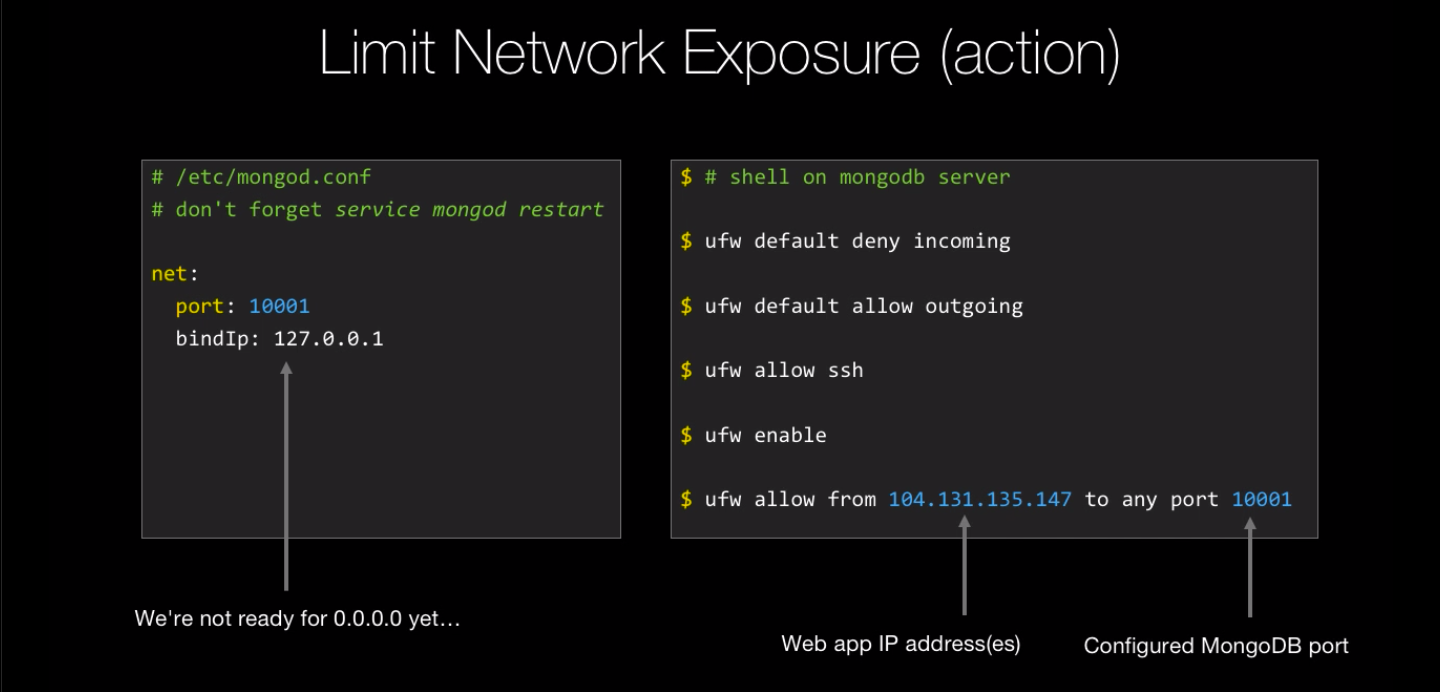 Limit Network Exposure (action)
# /etc/mongod.conf
# don't forget service mongod restart
net:
  port: 10001
  bindIp: 127.0.0.1
We're not ready for 0.0.0.0 yet…
$ # shell on mongodb server
$ ufw default deny incoming
$ ufw default allow outgoing
$ ufw allow ssh
$ ufw enable
$ ufw allow from 104.131.135.147 to any port 10001
Web app IP address(es)
Configured MongoDB port